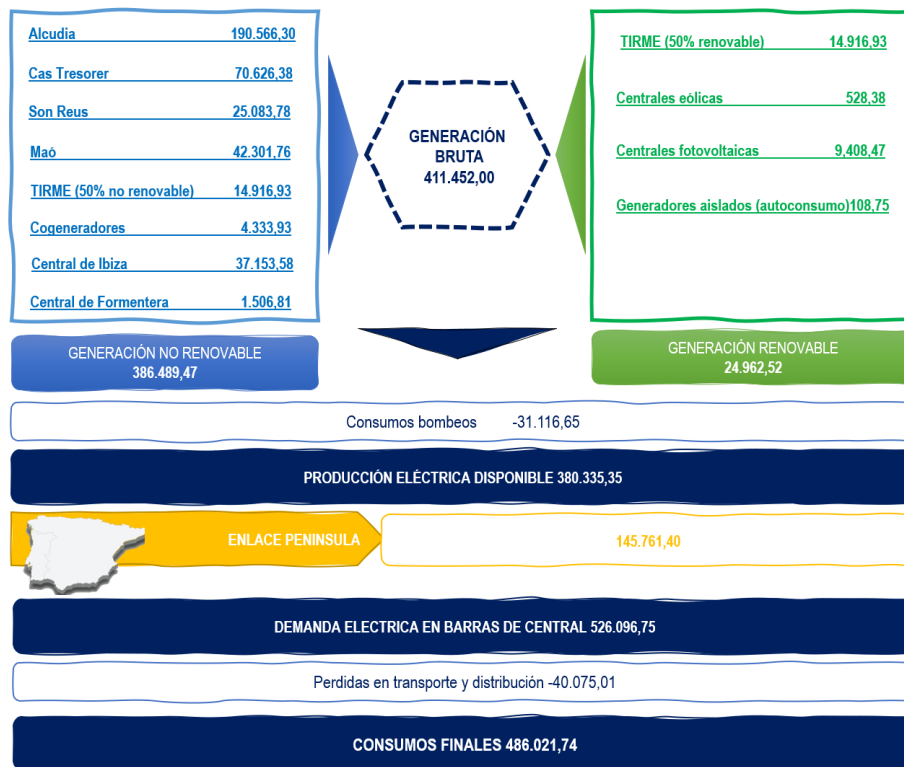 Alcudia 190.566,30
Cas Tresorer 70.626,38
Son Reus 25.083,78
Maó 42.301,76
TIRME (50% no renovable) 14.916,93
Cogeneradores 4.333,93
Central de Ibiza 37.153,58
Central de Formentera 1.506,81
GENERACIÓN
BRUTA
411.452,00
TIRME (50% renovable) 14.916,93
Centrales eólicas 528,38
Centrales fotovoltaicas 9,408,47
Generadores aislados (autoconsumo)108,75
GENERACIÓN NO RENOVABLE
386.489,47
GENERACIÓN RENOVABLE
24.962,52
Consumos bombeos -31.116,65
PRODUCCIÓN ELÉCTRICA DISPONIBLE 380.335,35
ENLACE PENINSULA 145.761,40
DEMANDA ELECTRICA EN BARRAS DE CENTRAL 526.096,75
Perdidas en transporte y distribución -40.075,01
CONSUMOS FINALES 486.021,74